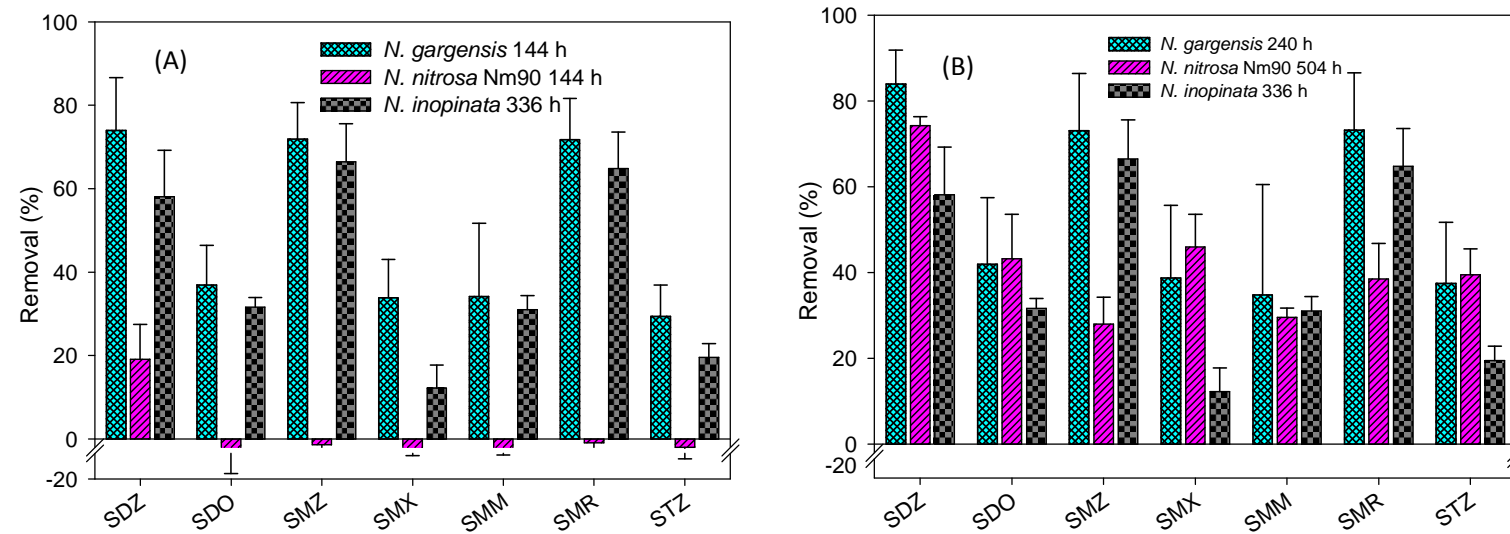 (A)
N. gargensis 144 h
N. nitrosa Nm90 144 h
N. inopinata 336 h
Removal (%)
100
80
60
40
20
0
-20
SDZ
SDO
SMZ
SMX
SMM
SMR
STZ
(B)
N. gargensis 240 h
N. nitrosa Nm90 504 h
N. inopinata 336 h
Removal (%)
100
80
60
40
20
0
-20
SDZ
SDO
SMZ
SMX
SMM
SMR
STZ